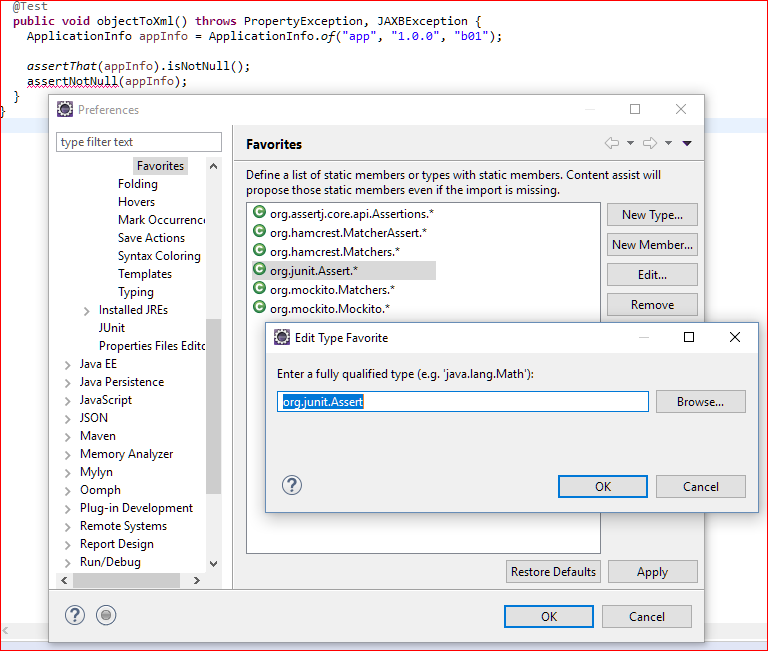 @Test
public void objectToXml() throws PropertyException, JAXBException {
ApplicationInfo appInfo = ApplicationInfo.of("app", "1.0.0", "b01");
assertThat(appInfo).isNotNull();
assertNotNull(appInfo);
}
}
Preferences
type filter text
Favorites
Folding
Hovers
Mark Occurrenc
Save Actions
Syntax Coloring
Templates
Typing
Installed JREs
JUnit
Properties Files Edito
Java EE
Java Persistence
JavaScript
JSON
Maven
Memory Analyzer
Mylyn
Oomph
Plug-in Development
Remote Systems
Report Design
Run/Debug
Favorites
Define a list of static members or types with static members. Content assist will
propose those static members even if the import is missing.
org.assertj.core.api.Assertions.*
org.hamcrest.MatcherAssert.*
org.hamcrest.Matchers.*
org.junit.Assert.*
org.mockito.Matchers.*
org.mockito.Mockito.*
New Type...
New Member...
Edit...
Remove
Edit Type Favorite
Enter a fully qualified type (e.g. 'java.lang.Math'):
org.junit.Assert
Browse...
?
OK
Cancel
Restore Defaults
Apply
?
OK
Cancel